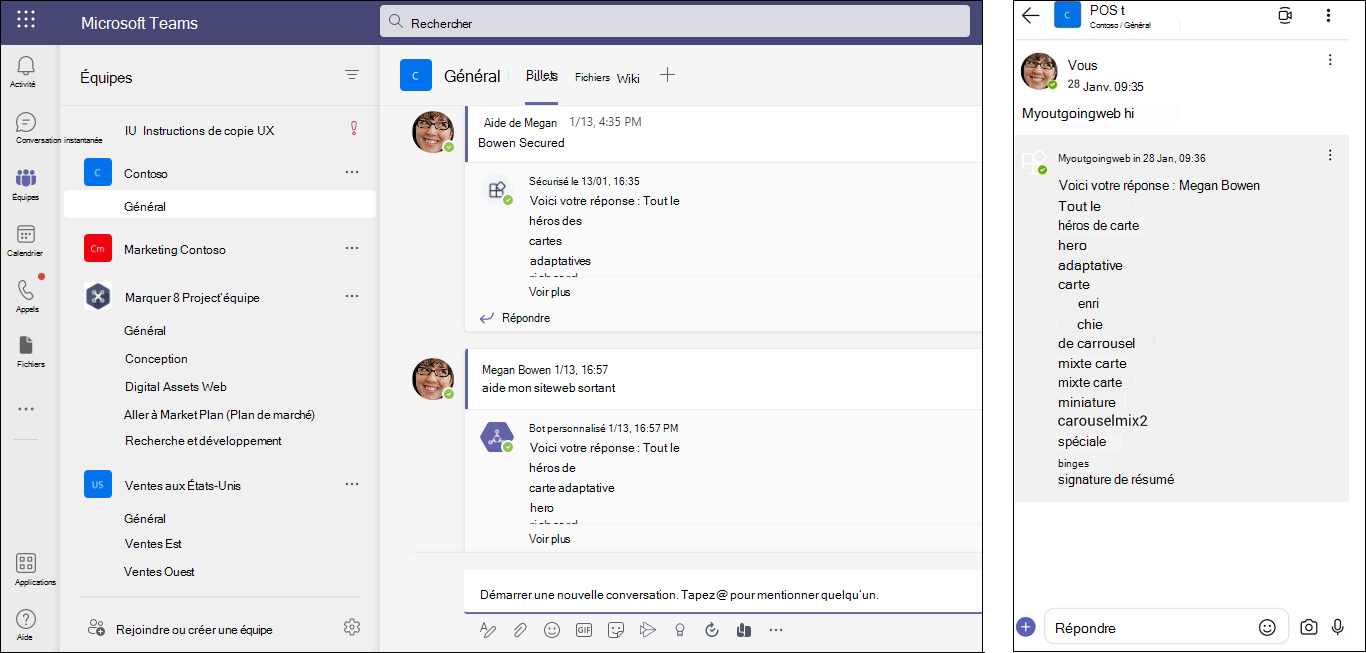 Microsoft Teams
Rechercher
Activité
Conversation instantanée
Équipes
Calendrier
Appels
Fichiers
Applications
Aide
Équipes
IU Instructions de copie UX
C Contoso
Général
Cm Marketing Contoso
Marquer 8 Project'équipe
Général
Conception
Digital Assets Web
Aller à Market Plan (Plan de marché)
Recherche et développement
US Ventes aux États-Unis
Général
Ventes Est
Ventes Ouest
Rejoindre ou créer une équipe
C Général Billets Fichiers Wiki
Aide de Megan 1/13, 4:35 PM
Bowen Secured
Sécurisé le 13/01, 16:35
Voici votre réponse : Tout le
héros des
cartes
adaptatives
Voir plus
Répondre
Megan Bowen 1/13, 16:57
aide mon siteweb sortant
Bot personnalisé 1/13, 16:57 PM
Voici votre réponse : Tout le
héros de
carte adaptative
hero
Voir plus
Démarrer une nouvelle conversation. Tapez@ pour mentionner quelqu'un.
GIF
C POS t
Contoso / Général
Vous
28 Janv. 09:35
Myoutgoingweb hi
Myoutgoingweb in 28 Jan, 09:36
Voici votre réponse : Megan Bowen
Tout le
héros de carte
hero
adaptative
carte
enri
chie
de carrousel
mixte carte
mixte carte
miniature
carouselmix2
spéciale
binges
signature de résumé
Répondre